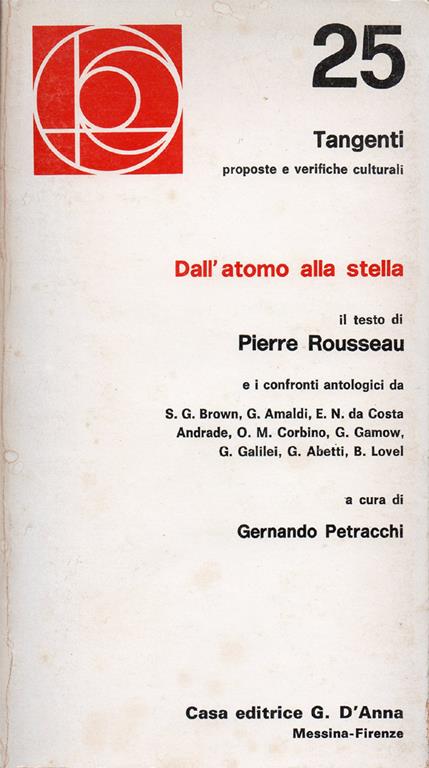 25
Tangenti
proposte e verifiche culturali
Dall'atomo alla stella
il testo di
Pierre Rousseau
e i confronti antologici da
S. G. Brown, G. Amaldi, E. N. da Costa
Andrade, O. M. Corbino, G. Gamow,
G. Galilei, G. Abetti, B. Lovel
a cura di
Gernando Petracchi
Casa editrice G. D'Anna
Messina-Firenze